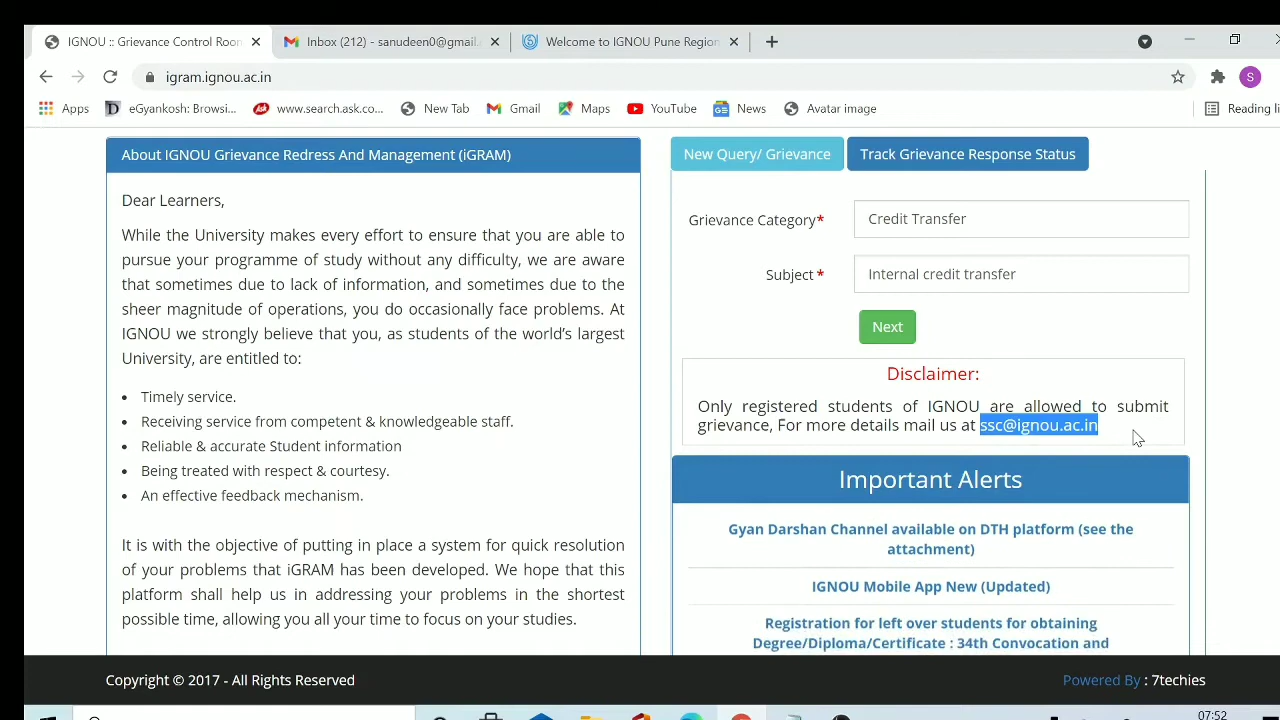 IGNOU :: Grievance Control Room
Inbox (212) - sanudeen0@gmail.
Welcome to IGNOU Pune Region
igram.ignou.ac.in
S
Apps
eGyankosh: Browsi...
www.search.ask.co...
New Tab
Gmail
Maps
YouTube
News
Avatar image
Reading li
About IGNOU Grievance Redress And Management (iGRAM)
Dear Learners,
While the University makes every effort to ensure that you are able to
pursue your programme of study without any difficulty, we are aware
that sometimes due to lack of information, and sometimes due to the
sheer magnitude of operations, you do occasionally face problems. At
IGNOU we strongly believe that you, as students of the world's largest
University, are entitled to:
Timely service.
Receiving service from competent & knowledgeable staff.
Reliable & accurate Student information
Being treated with respect & courtesy.
An effective feedback mechanism.
It is with the objective of putting in place a system for quick resolution
of your problems that iGRAM has been developed. We hope that this
platform shall help us in addressing your problems in the shortest
possible time, allowing you all your time to focus on your studies.
New Query/ Grievance
Track Grievance Response Status
Grievance Category*
Credit Transfer
Subject *
Internal credit transfer
Next
Disclaimer:
Only registered students of IGNOU are allowed to submit
grievance, For more details mail us at ssc@ignou.ac.in
Important Alerts
Gyan Darshan Channel available on DTH platform (see the
attachment)
IGNOU Mobile App New (Updated)
Registration for left over students for obtaining
Degree/Diploma/Certificate : 34th Convocation and
Copyright © 2017 - All Rights Reserved
Powered By : 7techies
07:52